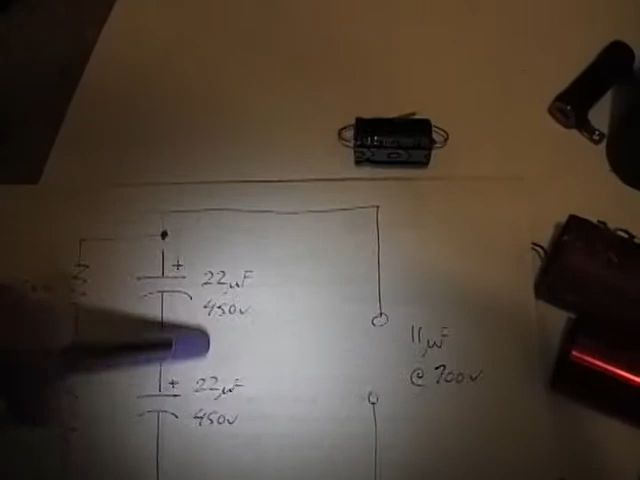 + 22µF
450v
11µF
@ 700v
+ 22µF
450v